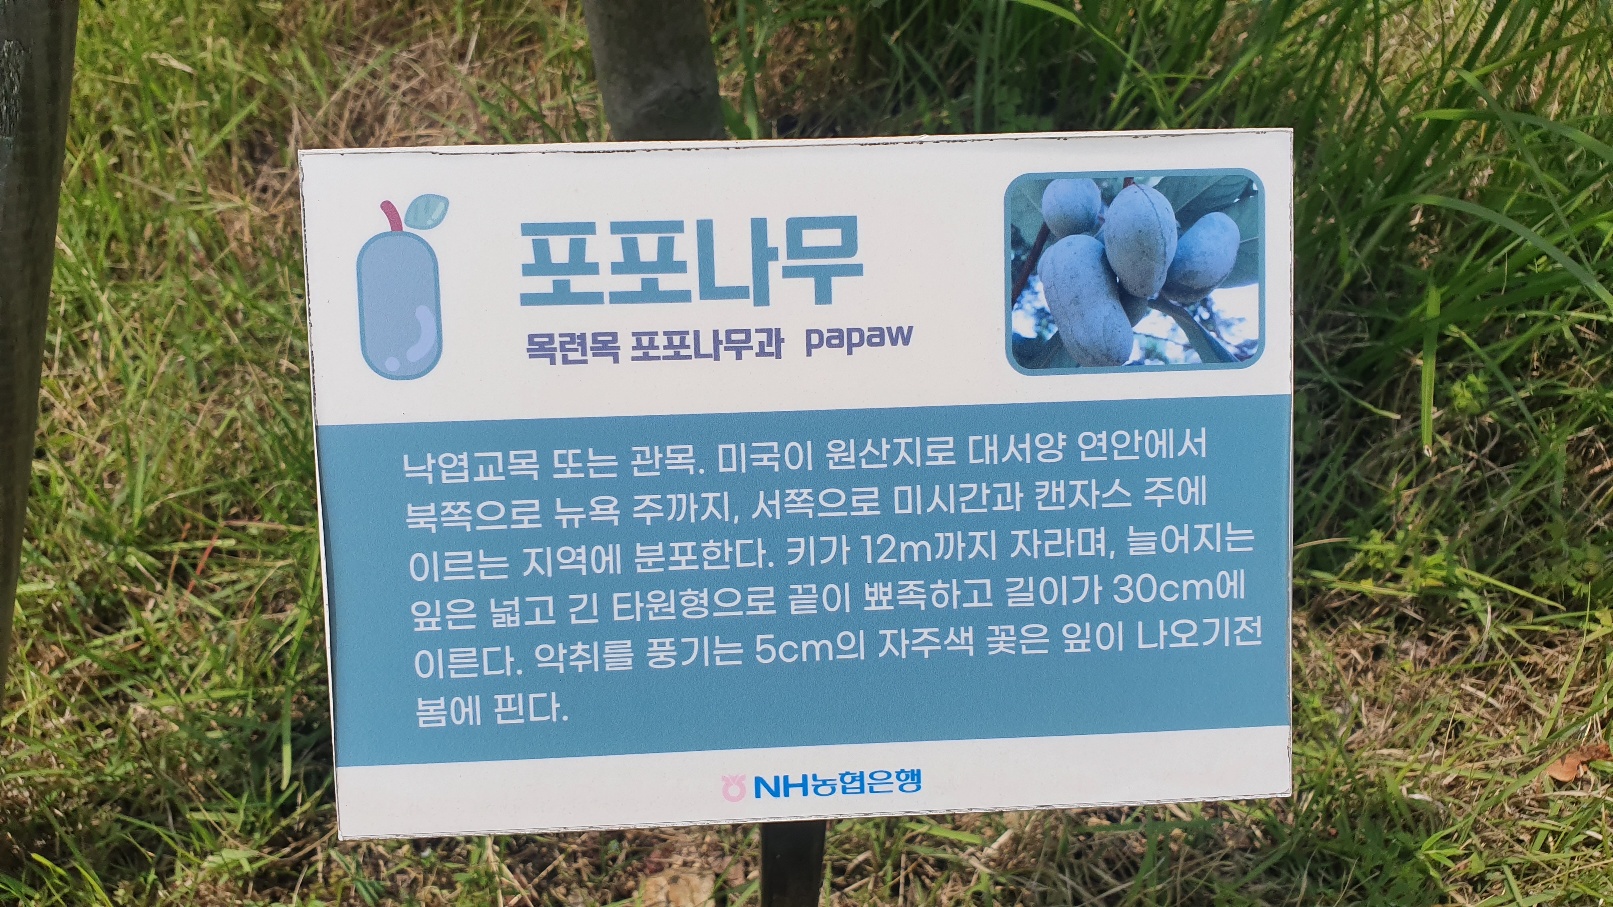 포포나무
목련목 포포나무과 papaw
낙엽교목 또는 관목. 미국이 원산지로 대서양 연안에서
북쪽으로 뉴욕 주까지, 서쪽으로 미시간과 캔자스 주에
이르는 지역에 분포한다. 키가 12m까지 자라며, 늘어지는
잎은 넓고 긴 타원형으로 끝이 뾰족하고 길이가 30cm에
이른다. 악취를 풍기는 5cm의 자주색 꽃은 잎이 나오기전
봄에 핀다.
NH농협은행